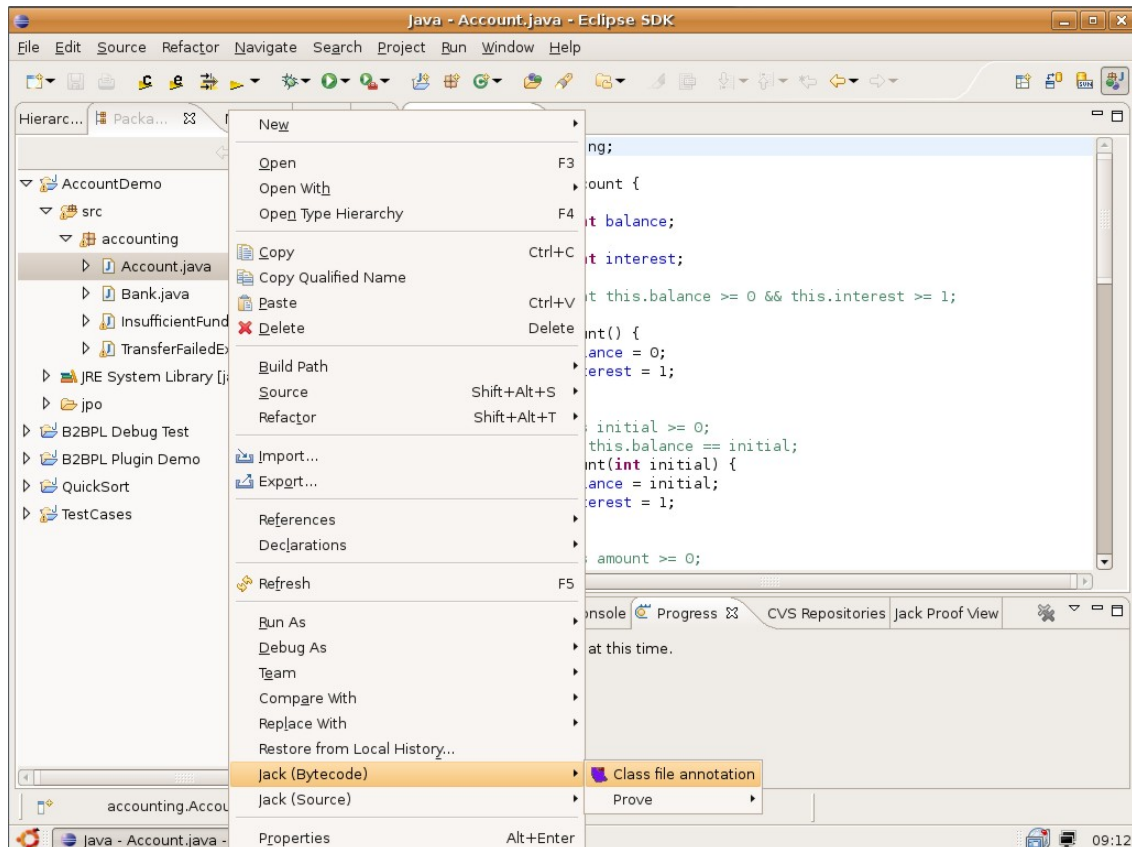 Java - Account.java - Eclipse SDK
File Edit Source Refactor Navigate Search Project Run Window Help
Hierarc... Packa...
AccountDemo
src
accounting
Account.java
Bank.java
InsufficientFund
TransferFailedEx
JRE System Library [ja
jpo
B2BPL Debug Test
B2BPL Plugin Demo
QuickSort
TestCases
New
Open F3
Open With
Open Type Hierarchy F4
Copy Ctrl+C
Copy Qualified Name
Paste Ctrl+V
Delete Delete
Build Path
Source Shift+Alt+S
Refactor Shift+Alt+T
Import...
Export...
References
Declarations
Refresh F5
Run As
Debug As
Team
Compare With
Replace With
Restore from Local History...
Jack (Bytecode)
Jack (Source)
Properties Alt+Enter
Class file annotation
Prove
ng;
count {
nt balance;
nt interest;
nt this.balance >= 0 && this.interest >= 1;
unt() {
ance = 0;
erest = 1;
s initial >= 0;
this.balance == initial;
unt(int initial) {
ance = initial;
erest = 1;
s amount >= 0;
onsole Progress CVS Repositories Jack Proof View
at this time.
accounting.Accou
Java - Account.java -
09:12